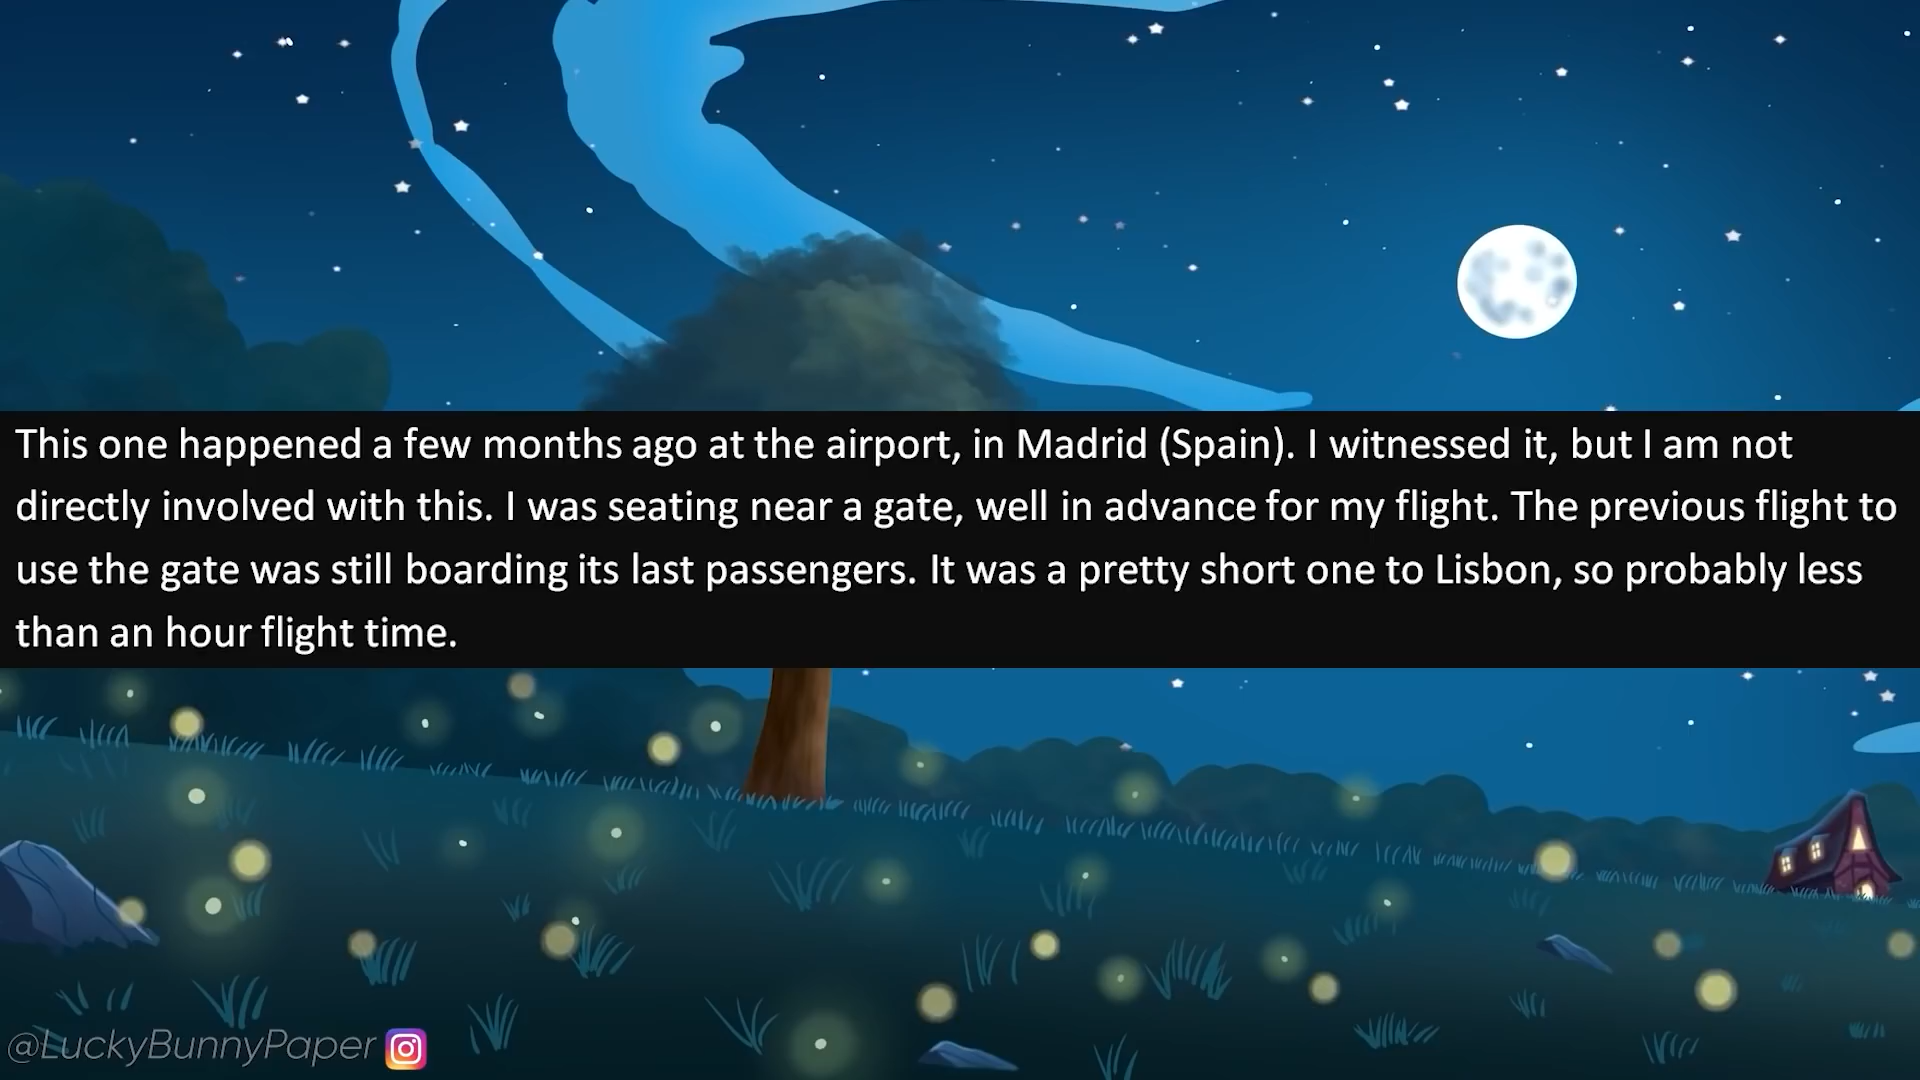 This one happened a few months ago at the airport, in Madrid (Spain). I witnessed it, but I am not
directly involved with this. I was seating near a gate, well in advance for my flight. The previous flight to
use the gate was still boarding its last passengers. It was a pretty short one to Lisbon, so probably less
than an hour flight time.
@LuckyBunnyPaper